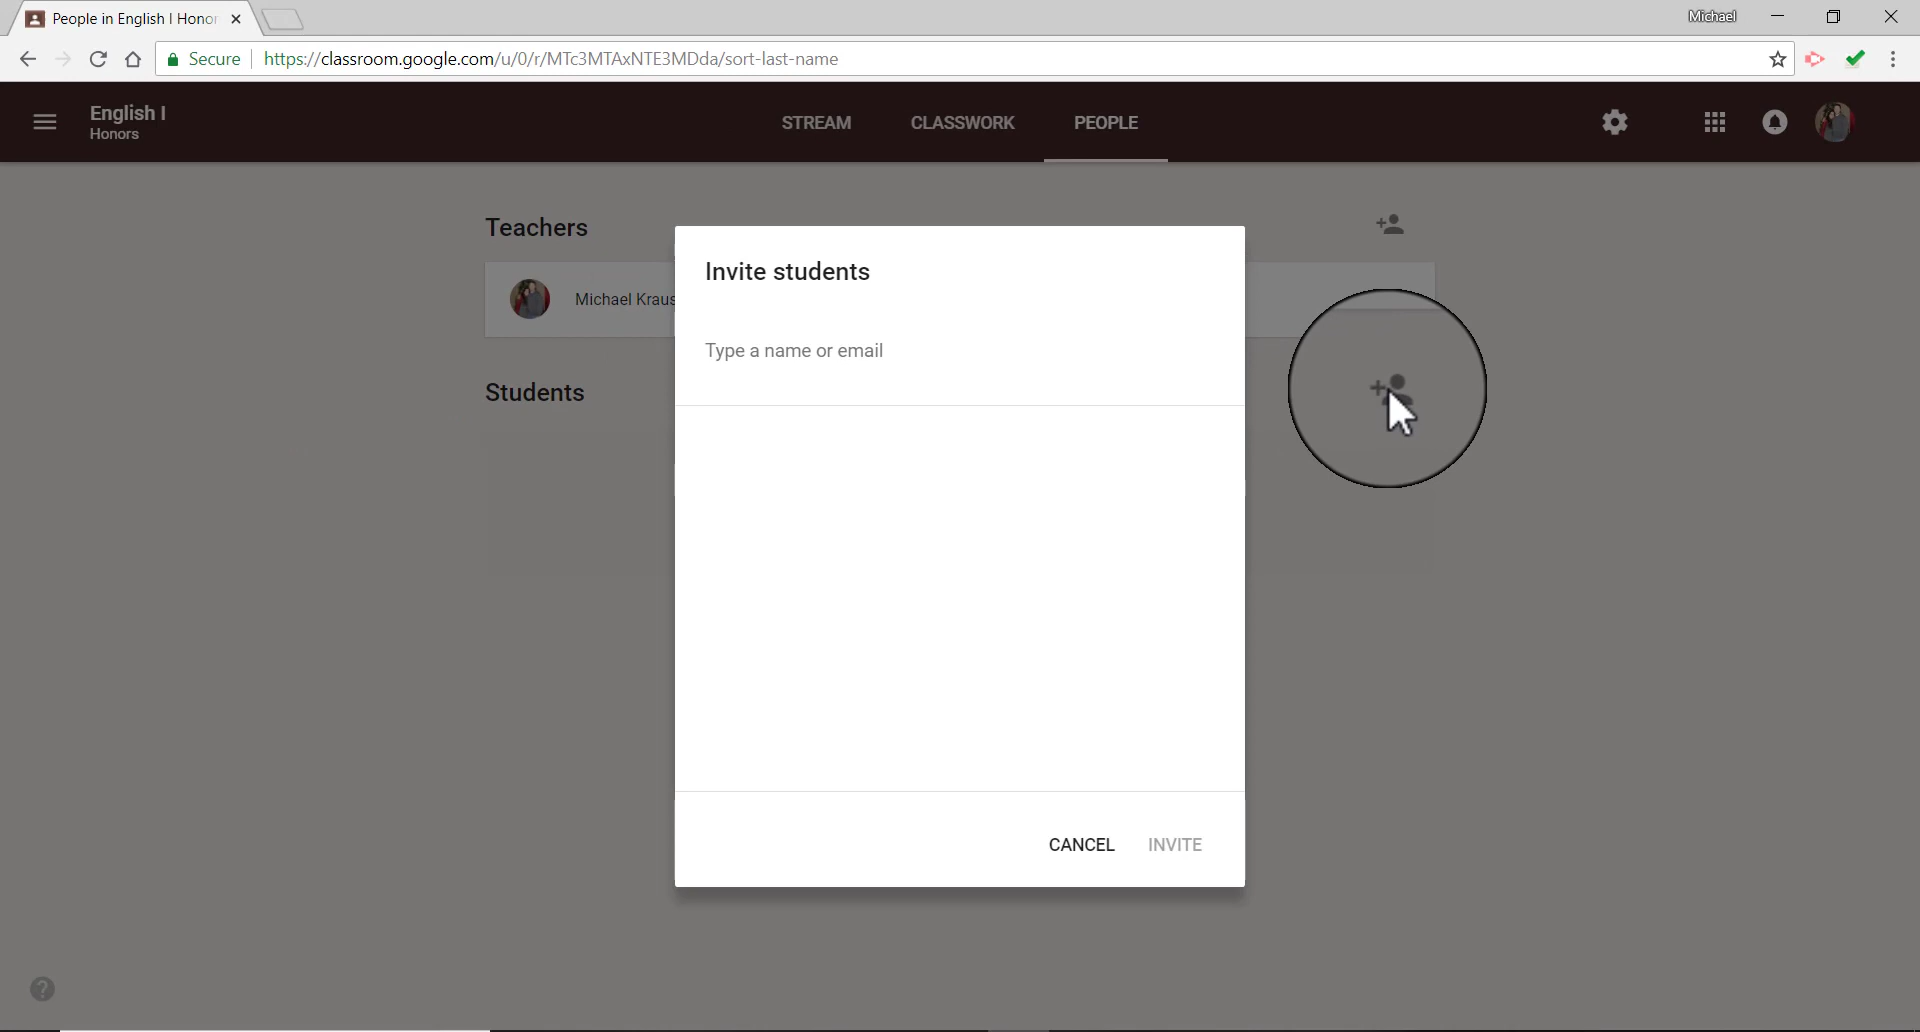 People in English I Honor
Michael
Secure
https://classroom.google.com/u/0/r/MTc3MTAxNTE3MDda/sort-last-name
English I
Honors
STREAM
CLASSWORK
PEOPLE
Teachers
Michael Kraus
Students
Invite students
Type a name or email
CANCEL
INVITE